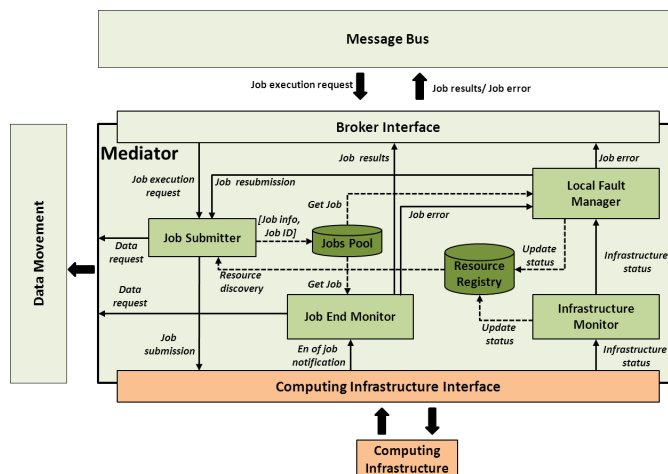 Message Bus
Job execution request
Job results/ Job error
Broker Interface
Mediator
Job execution
request
Job resubmission
Job results
Job error
Get Job
Local Fault
Manager
[Job info,
Job ID]
Job error
Job Submitter
Jobs Pool
Data
request
Resource
discovery
Resource
Registry
Update
status
Infrastructure
status
Data Movement
Data
request
Get Job
Job End Monitor
Update
status
Infrastructure
Monitor
Job
submission
En of job
notification
Infrastructure
status
Computing Infrastructure Interface
Computing
Infrastructure